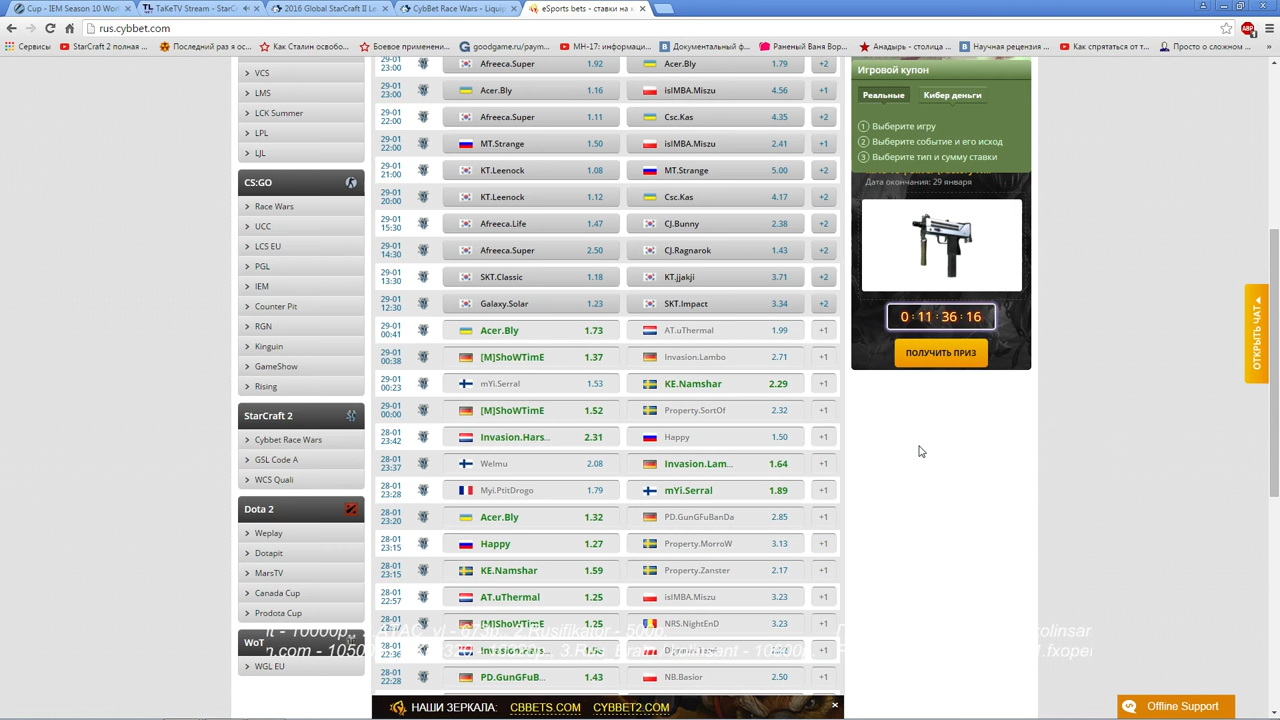 Cup - IEM Season 10 Wor
TaKeTV Stream - StarC
2016 Global StarCraft II Le
CybBet Race Wars - Liquip
eSports bets - ставки на к
rus.cybbet.com
ABP
Сервисы
StarCraft 2 полная ...
Последний раз я ос...
Как Сталин освобо...
Боевое применени...
goodgame.ru/paym...
МН-17: информаци...
Документальный ф...
Раненый Ваня Вор...
Анадырь - столица ...
Научная рецензия ...
Как спрятаться от т...
Просто о сложном ...
VCS
LMS
LCK Summer
LPL
LJL
CS:GO
Race Wars
UCC
LCS EU
PGL
IEM
Counter Pit
RGN
Kinguin
GameShow
Rising
StarCraft 2
Cybbet Race Wars
GSL Code A
WCS Quali
Dota 2
Weplay
Dotapit
MarsTV
Canada Cup
Prodota Cup
WoT
WGL EU
29-01 23:00 Afreeca.Super 1.92 Acer.Bly 1.79 +2
29-01 23:00 Acer.Bly 1.16 isIMBA.Miszu 4.56 +1
29-01 22:00 Afreeca.Super 1.11 Csc.Kas 4.35 +2
29-01 22:00 MT.Strange 1.50 isIMBA.Miszu 2.41 +1
29-01 21:00 KT.Leenock 1.08 MT.Strange 5.00 +2
29-01 20:00 KT.Leenock 1.12 Csc.Kas 4.17 +2
29-01 15:30 Afreeca.Life 1.47 CJ.Bunny 2.38 +2
29-01 14:30 Afreeca.Super 2.50 CJ.Ragnarok 1.43 +2
29-01 13:30 SKT.Classic 1.18 KT.jjakji 3.71 +2
29-01 12:30 Galaxy.Solar 1.23 SKT.Impact 3.34 +2
29-01 00:41 Acer.Bly 1.73 AT.uThermal 1.99 +1
29-01 00:38 [M]ShoWTimE 1.37 Invasion.Lambo 2.71 +1
29-01 00:23 mYi.Serral 1.53 KE.Namshar 2.29 +1
29-01 00:00 [M]ShoWTimE 1.52 Property.SortOf 2.32 +1
28-01 23:42 Invasion.Hars... 2.31 Happy 1.50 +1
28-01 23:37 Welmu 2.08 Invasion.Lam... 1.64 +1
28-01 23:28 Myi.PtitDrogo 1.79 mYi.Serral 1.89 +1
28-01 23:20 Acer.Bly 1.32 PD.GunGFuBanDa 2.85 +1
28-01 23:15 Happy 1.27 Property.MorroW 3.13 +1
28-01 23:15 KE.Namshar 1.59 Property.Zanster 2.17 +1
28-01 22:57 AT.uThermal 1.25 isIMBA.Miszu 3.23 +1
28-01 [M]ShoWTimE 1.25 NRS.NightEnD 3.23 +1
28-01 22:36 Invasion.Hars... +1
28-01 22:28 PD.GunGFuB... 1.43 NB.Basior 2.50 +1
Игровой купон
Реальные Кибер деньги
1 Выберите игру
2 Выберите событие и его исход
3 Выберите тип и сумму ставки
Дата окончания: 29 января
0 : 11 : 36 : 16
ПОЛУЧИТЬ ПРИЗ
ОТКРЫТЬ ЧАТ
НАШИ ЗЕРКАЛА: CBBETS.COM CYBBET2.COM
Offline Support